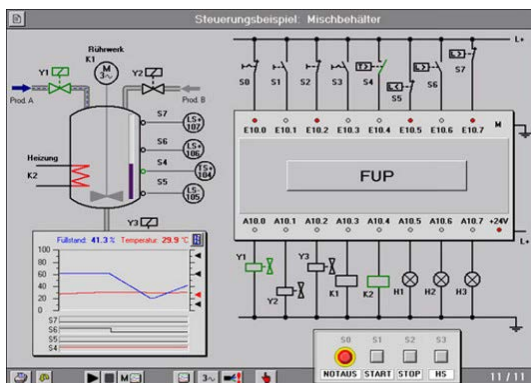 Steuerungsbeispiel: Mischbehälter
Rührwerk
K1
M
3~
Y1
Y2
Prod. A
Prod. B
S7
LS+
107
S6
LS+
106
S4
TS+
104
S5
LS-
105
Heizung
K2
Y3
Füllstand: 41.3 % Temperatur: 29.9 °C
100
80
60
40
20
0
S7
S6
S5
S4
L+
S0
S1
S2
S3
S4
S5
S6
S7
T>
L<
L>
L>
E10.0 E10.1 E10.2 E10.3 E10.4 E10.5 E10.6 E10.7 M
FUP
A10.0 A10.1 A10.2 A10.3 A10.4 A10.5 A10.6 A10.7 +24V
L+
Y1
Y2
Y3
K1
K2
H1
H2
H3
S0 S1 S2 S3
NOTAUS START STOP HS
M
3~
11 / 11